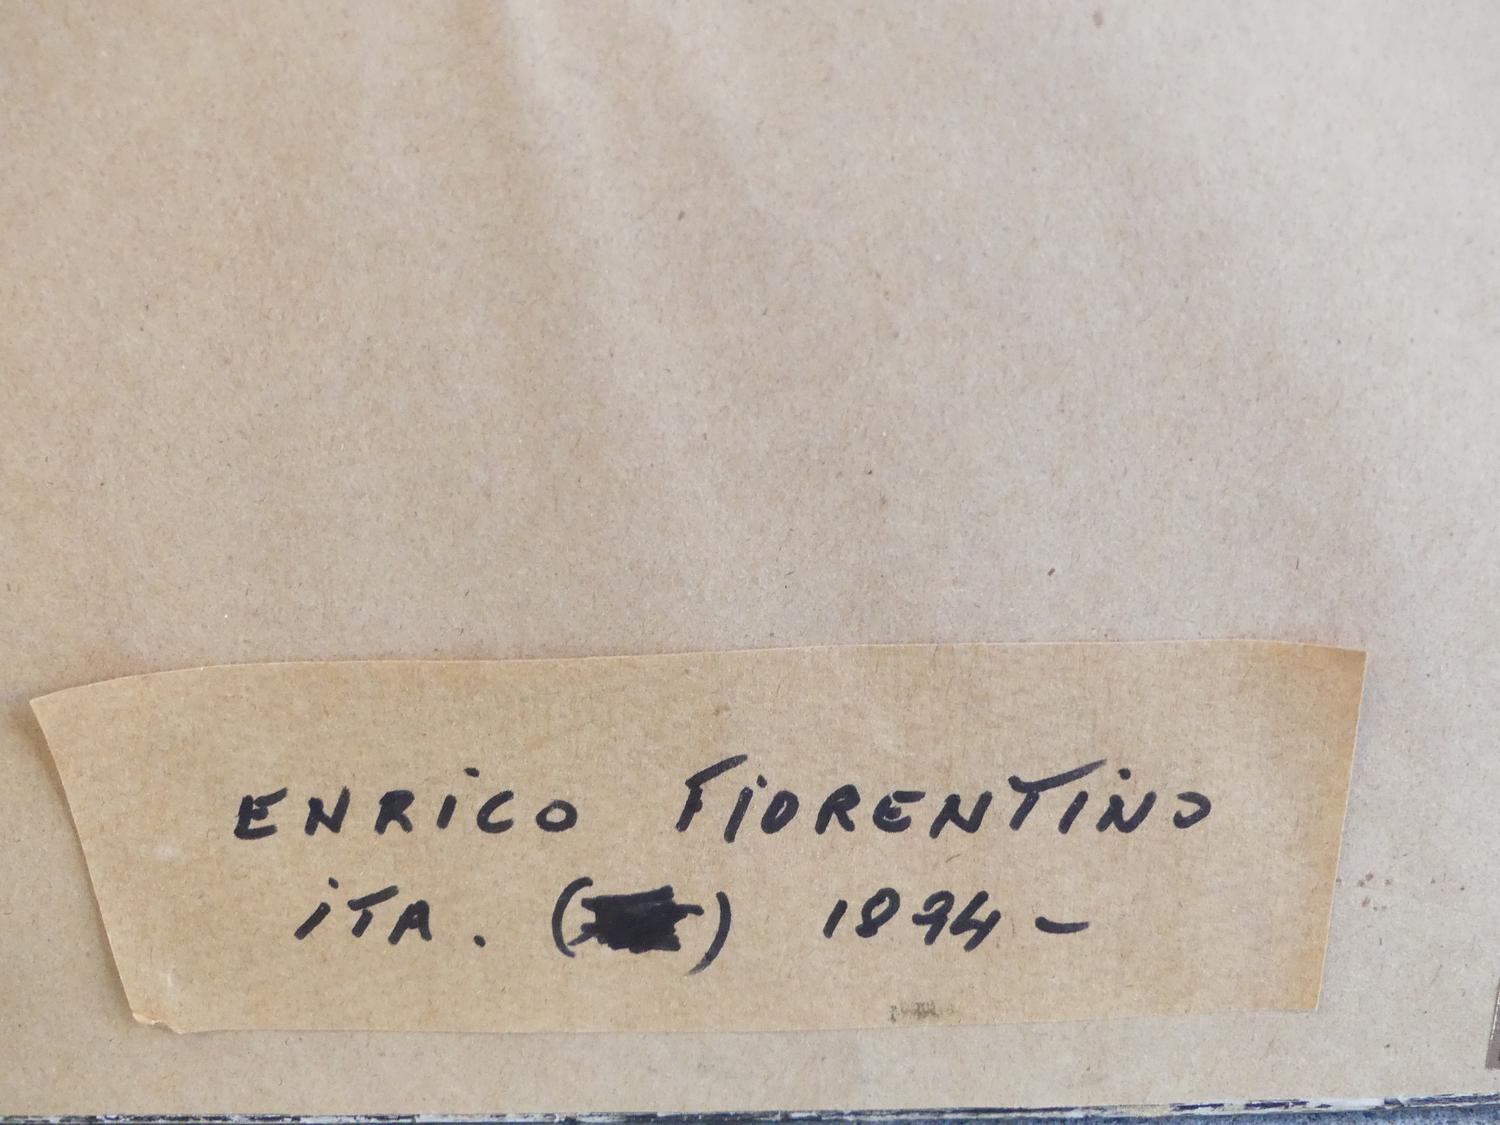 ENRICO FIORENTINO
ITA. ( ) 1894 -